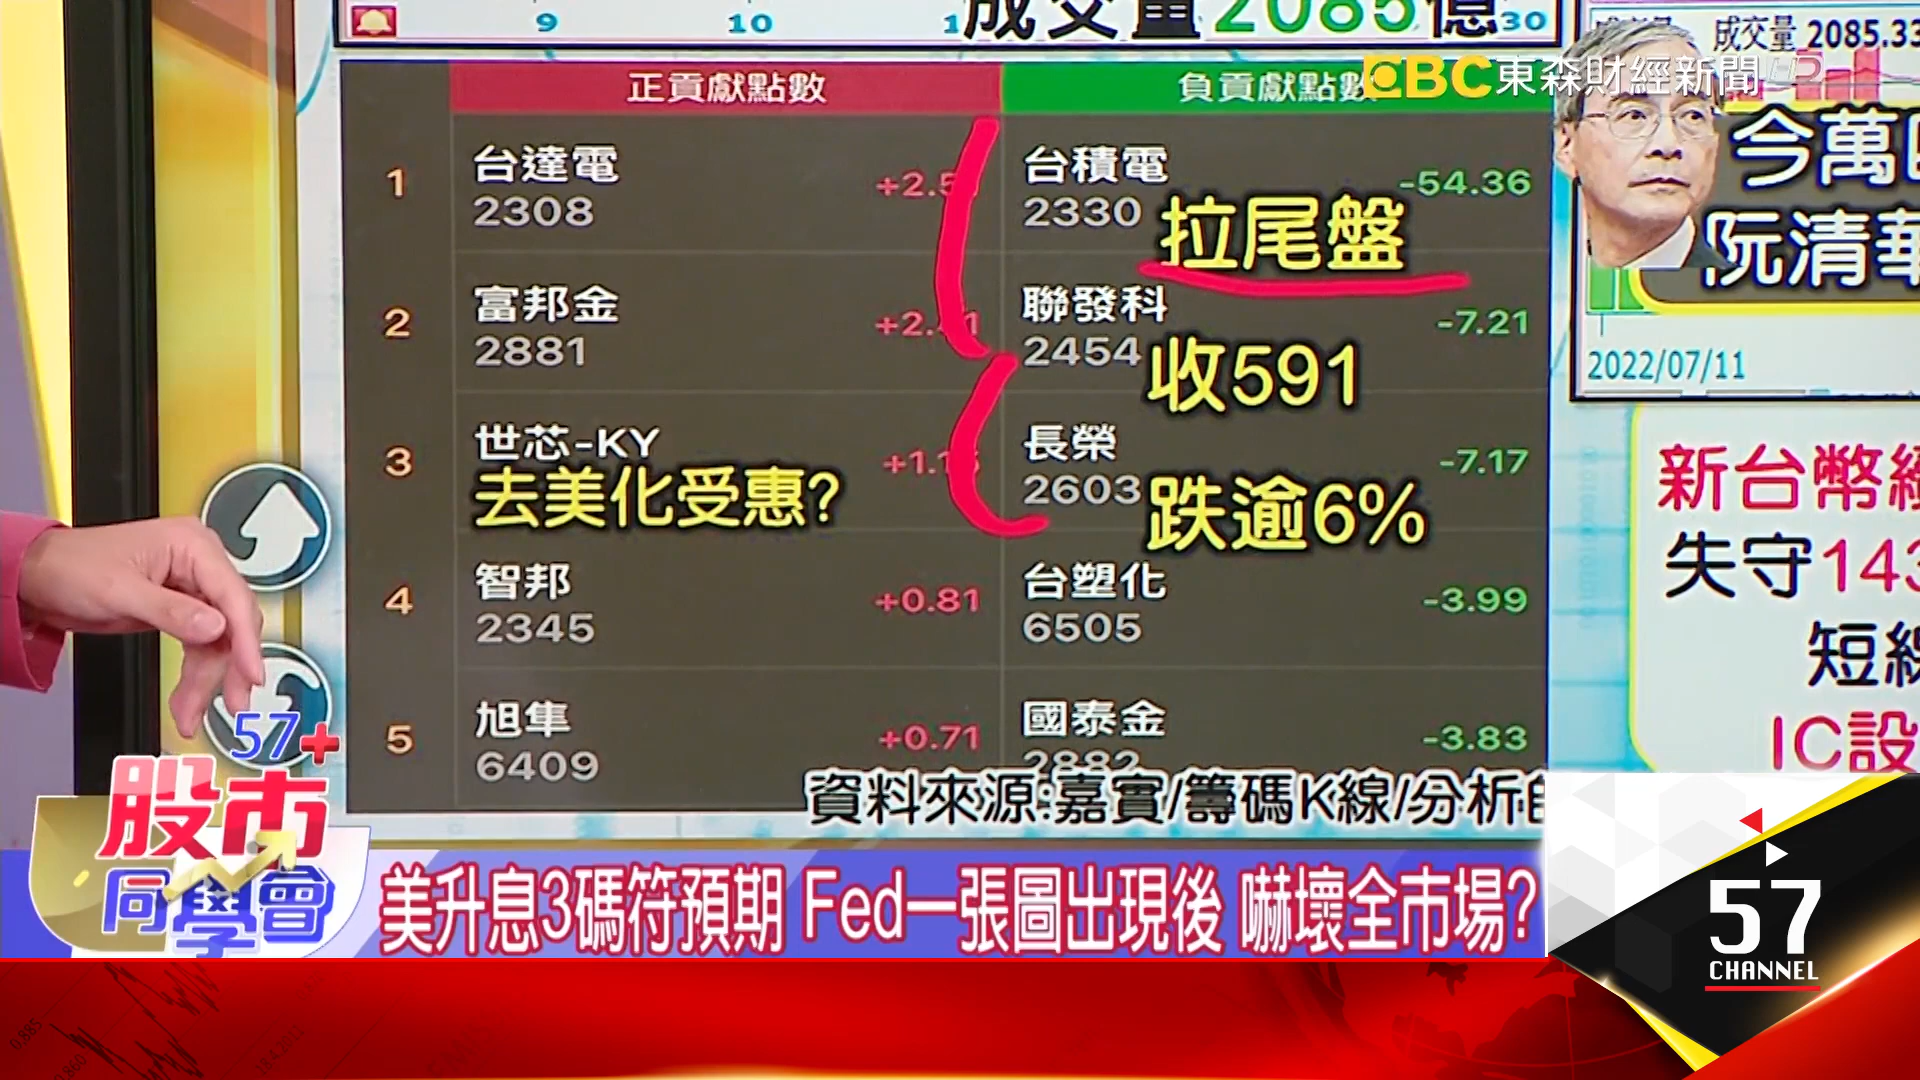 9
10
成交量2085億
30
成交量 2085.33
EBC東森財經新聞
正貢獻點數
負貢獻點數
今萬
阮清華
1
台達電
2308
台積電
2330
-54.36
拉尾盤
2
富邦金
2881
聯發科
2454
-7.21
收591
2022/07/11
3
世芯-KY
去美化受惠?
長榮
2603
-7.17
跌逾6%
新台幣
失守143
短線
IC設
4
智邦
2345
+0.81
台塑化
6505
-3.99
5
旭隼
6409
+0.71
國泰金
2882
-3.83
資料來源:嘉實/籌碼K線/分析
57+
股市
同學會
美升息3碼符預期 Fed一張圖出現後 嚇壞全市場?
57
CHANNEL